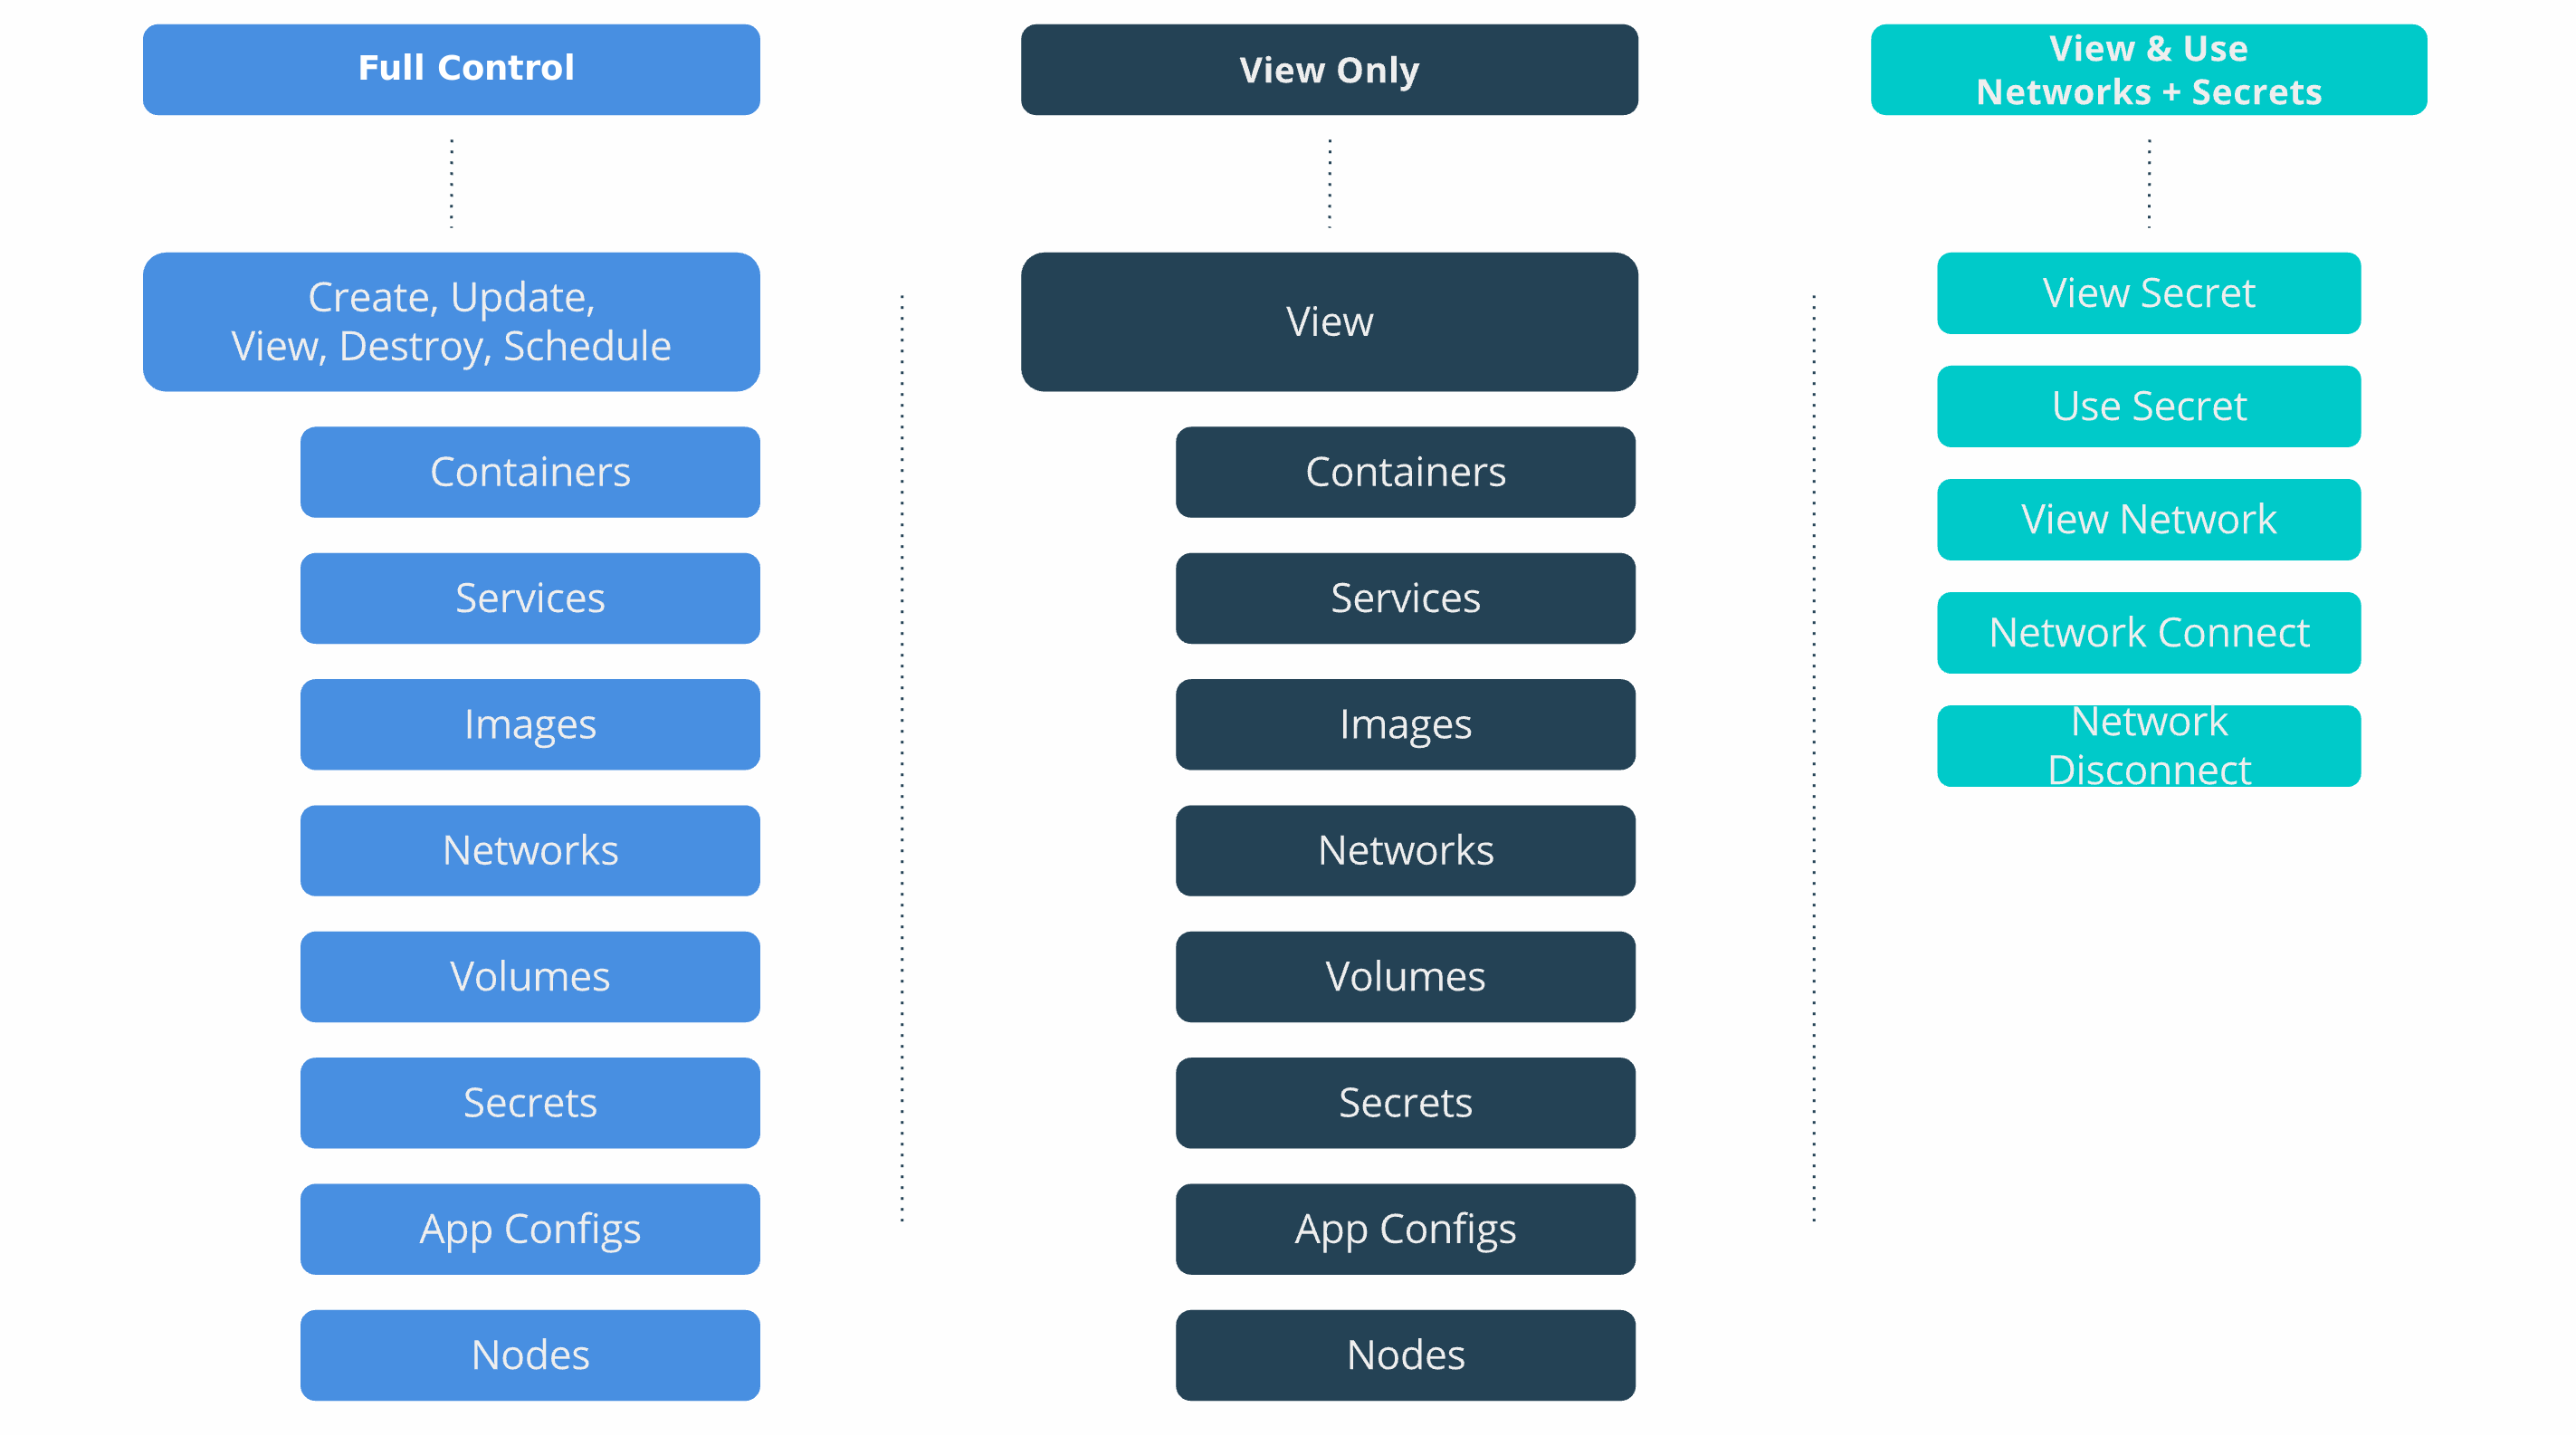 Full Control
Create, Update,
View, Destroy, Schedule
Containers
Services
Images
Networks
Volumes
Secrets
App Configs
Nodes
View Only
View
Containers
Services
Images
Networks
Volumes
Secrets
App Configs
Nodes
View & Use
Networks + Secrets
View Secret
Use Secret
View Network
Network Connect
Network
Disconnect